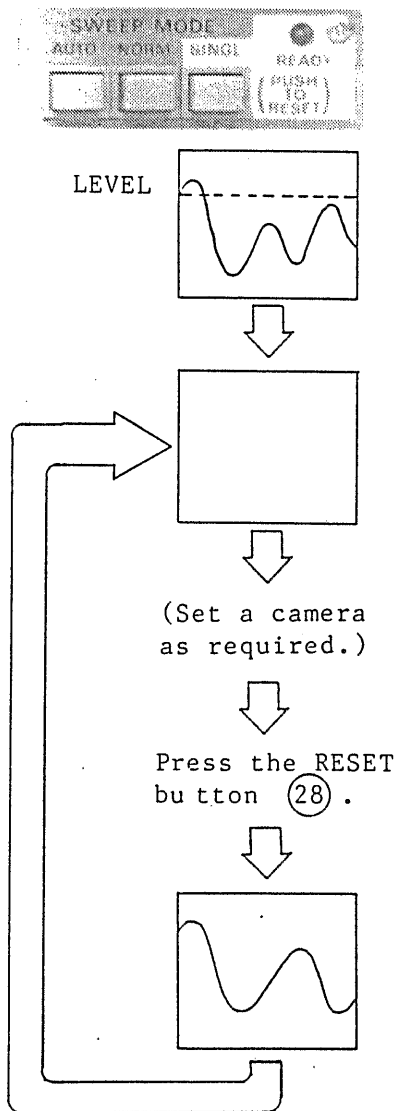 SWEEP MODE
AUTO NORM SINGL
READY
(PUSH
TO
RESET)
LEVEL
(Set a camera
as required.)
Press the RESET
bu tton 28 .